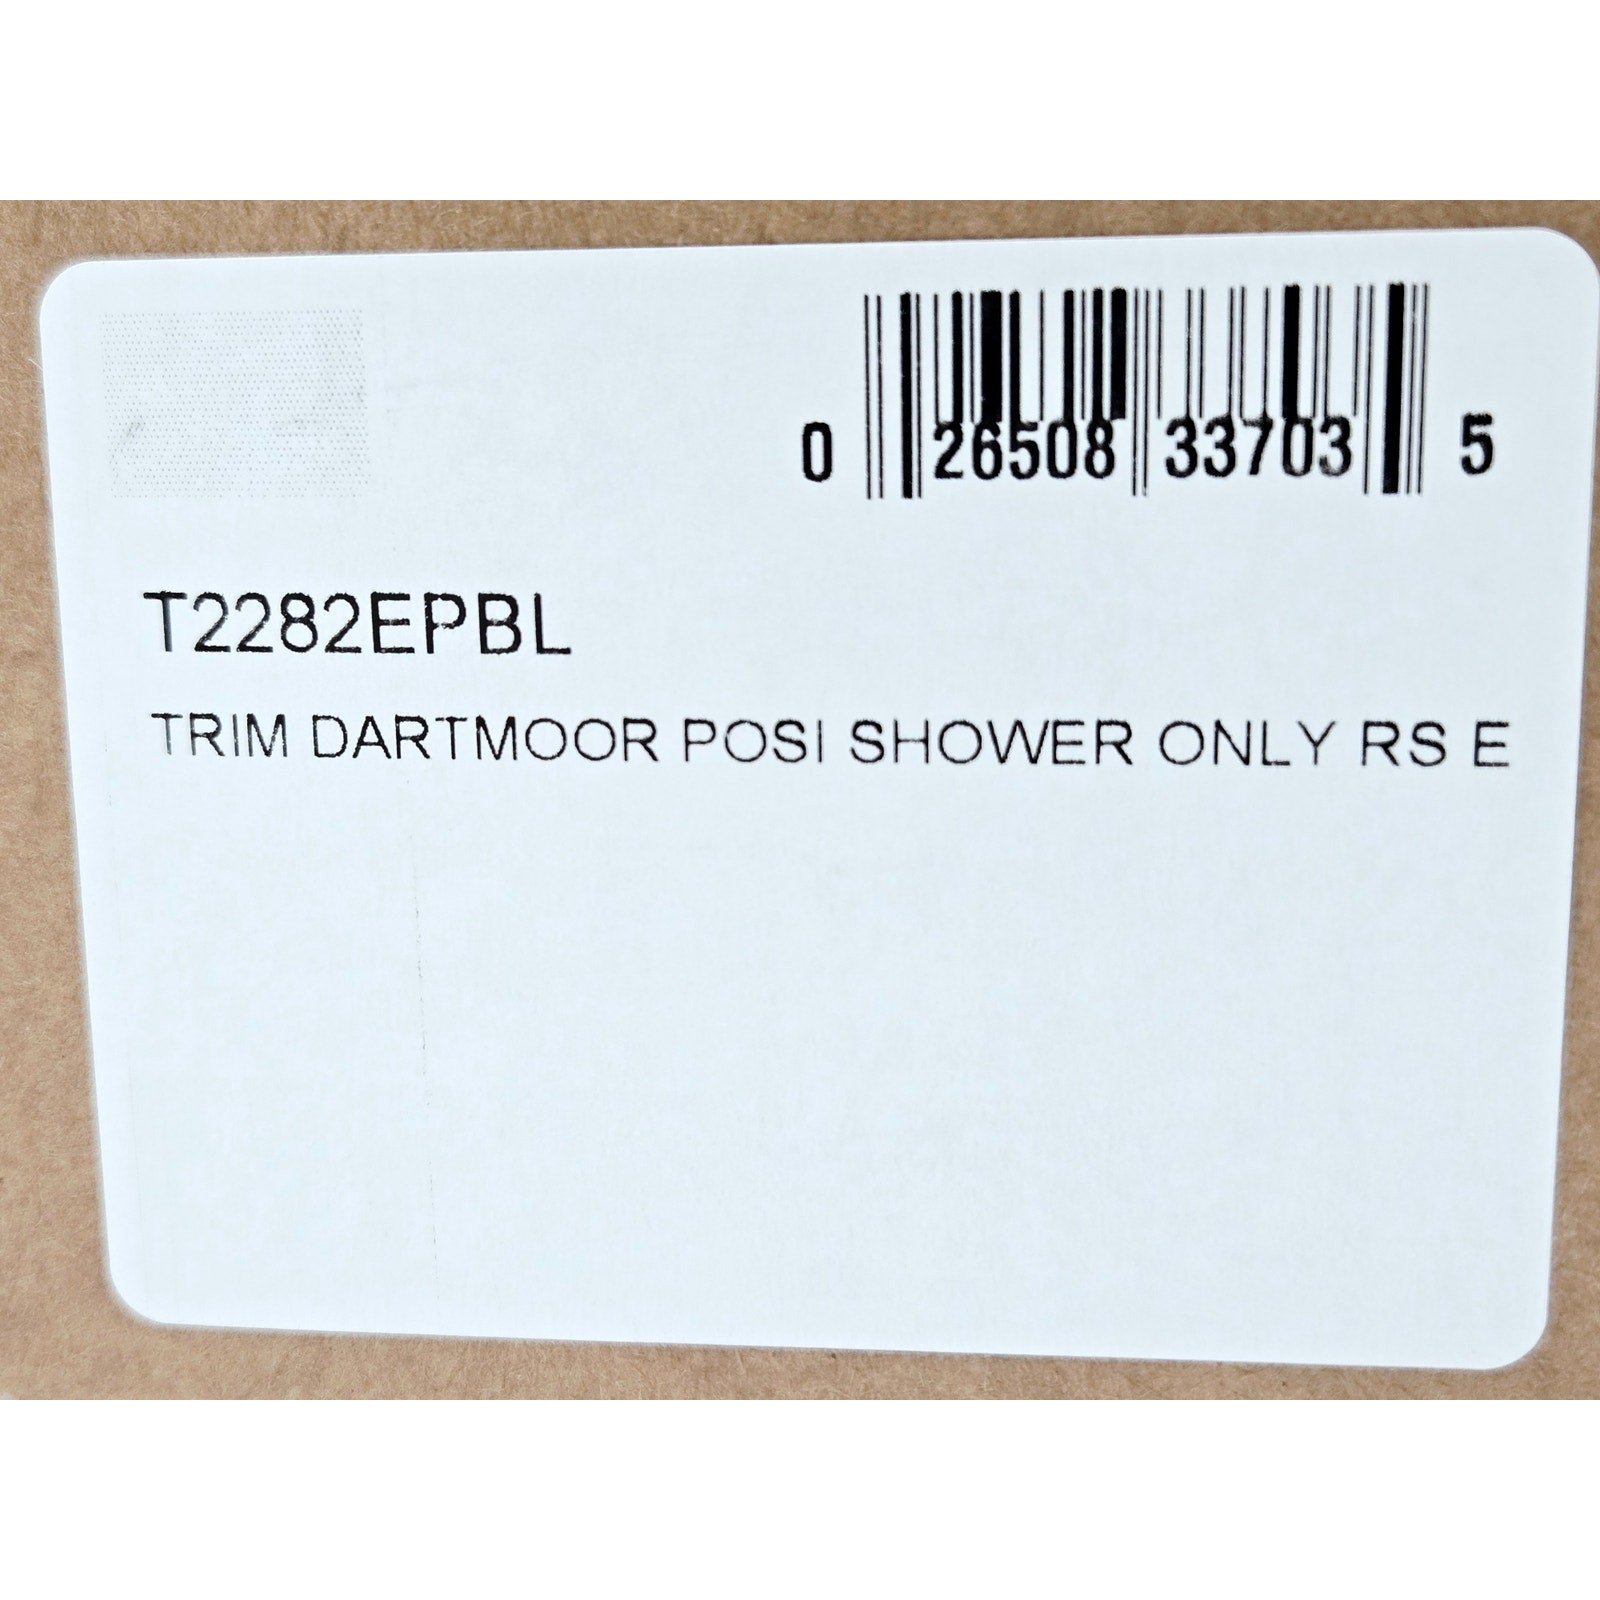 0 26508 33703 5
T2282EPBL
TRIM DARTMOOR POSI SHOWER ONLY RS E